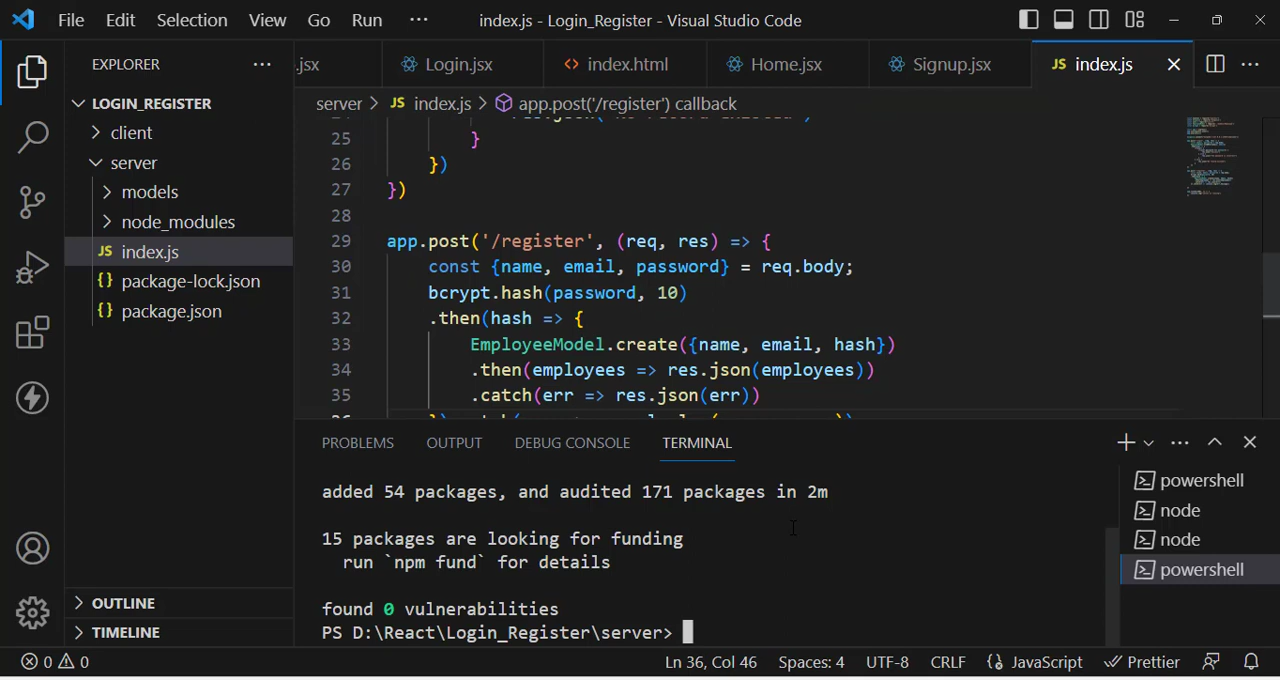 File Edit Selection View Go Run ··· index.js - Login_Register - Visual Studio Code
EXPLORER ···
.jsx Login.jsx <> index.html Home.jsx Signup.jsx JS index.js ···
LOGIN_REGISTER
client
server
models
node_modules
JS index.js
{} package-lock.json
{} package.json
OUTLINE
TIMELINE
server > JS index.js > app.post('/register') callback
25 }
26 })
27 })
28
29 app.post('/register', (req, res) => {
30 const {name, email, password} = req.body;
31 bcrypt.hash(password, 10)
32 .then(hash => {
33 EmployeeModel.create({name, email, hash})
34 .then(employees => res.json(employees))
35 .catch(err => res.json(err))
PROBLEMS OUTPUT DEBUG CONSOLE TERMINAL ···
added 54 packages, and audited 171 packages in 2m
15 packages are looking for funding
run `npm fund` for details
found 0 vulnerabilities
PS D:\React\Login_Register\server>
powershell
node
node
powershell
0 0 Ln 36, Col 46 Spaces: 4 UTF-8 CRLF {} JavaScript Prettier